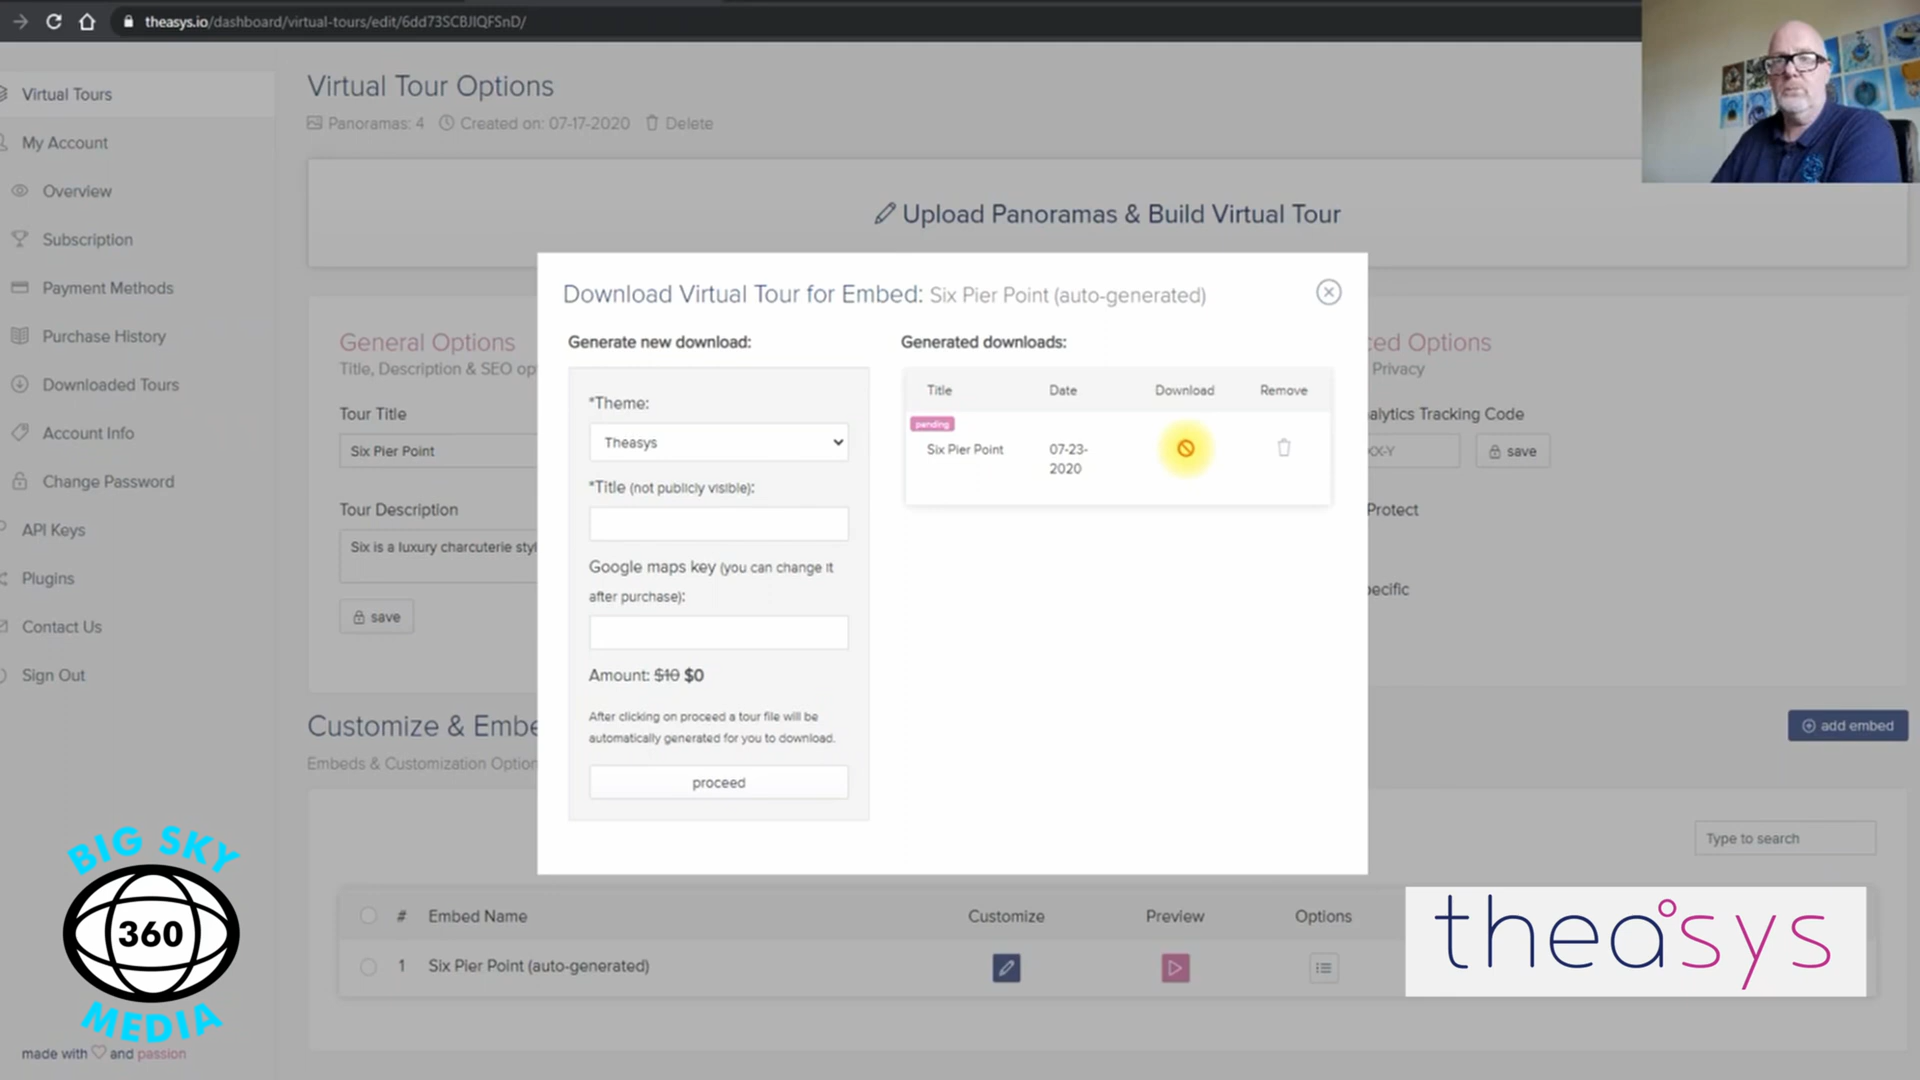 theasys.io/dashboard/virtual-tours/edit/6dd73SCBJIQFSnD/
Virtual Tours
My Account
Overview
Subscription
Payment Methods
Purchase History
Downloaded Tours
Account Info
Change Password
API Keys
Plugins
Contact Us
Sign Out
BIG SKY
360
MEDIA
made with ♡ and passion
Virtual Tour Options
Panoramas: 4 Created on: 07-17-2020 Delete
Upload Panoramas & Build Virtual Tour
General Options
Title, Description & SEO op
Tour Title
Six Pier Point
Tour Description
Six is a luxury charcuterie styl
save
Download Virtual Tour for Embed: Six Pier Point (auto-generated)
Generate new download:
*Theme:
Theasys
*Title (not publicly visible):
Google maps key (you can change it
after purchase):
Amount: $10 $0
After clicking on proceed a tour file will be
automatically generated for you to download.
proceed
Generated downloads:
Title Date Download Remove
pending
Six Pier Point 07-23-
2020
ced Options
Privacy
alytics Tracking Code
XX-Y save
Protect
pecific
Customize & Embe
add embed
Embeds & Customization Option
Type to search
# Embed Name Customize Preview Options
1 Six Pier Point (auto-generated)
theasys